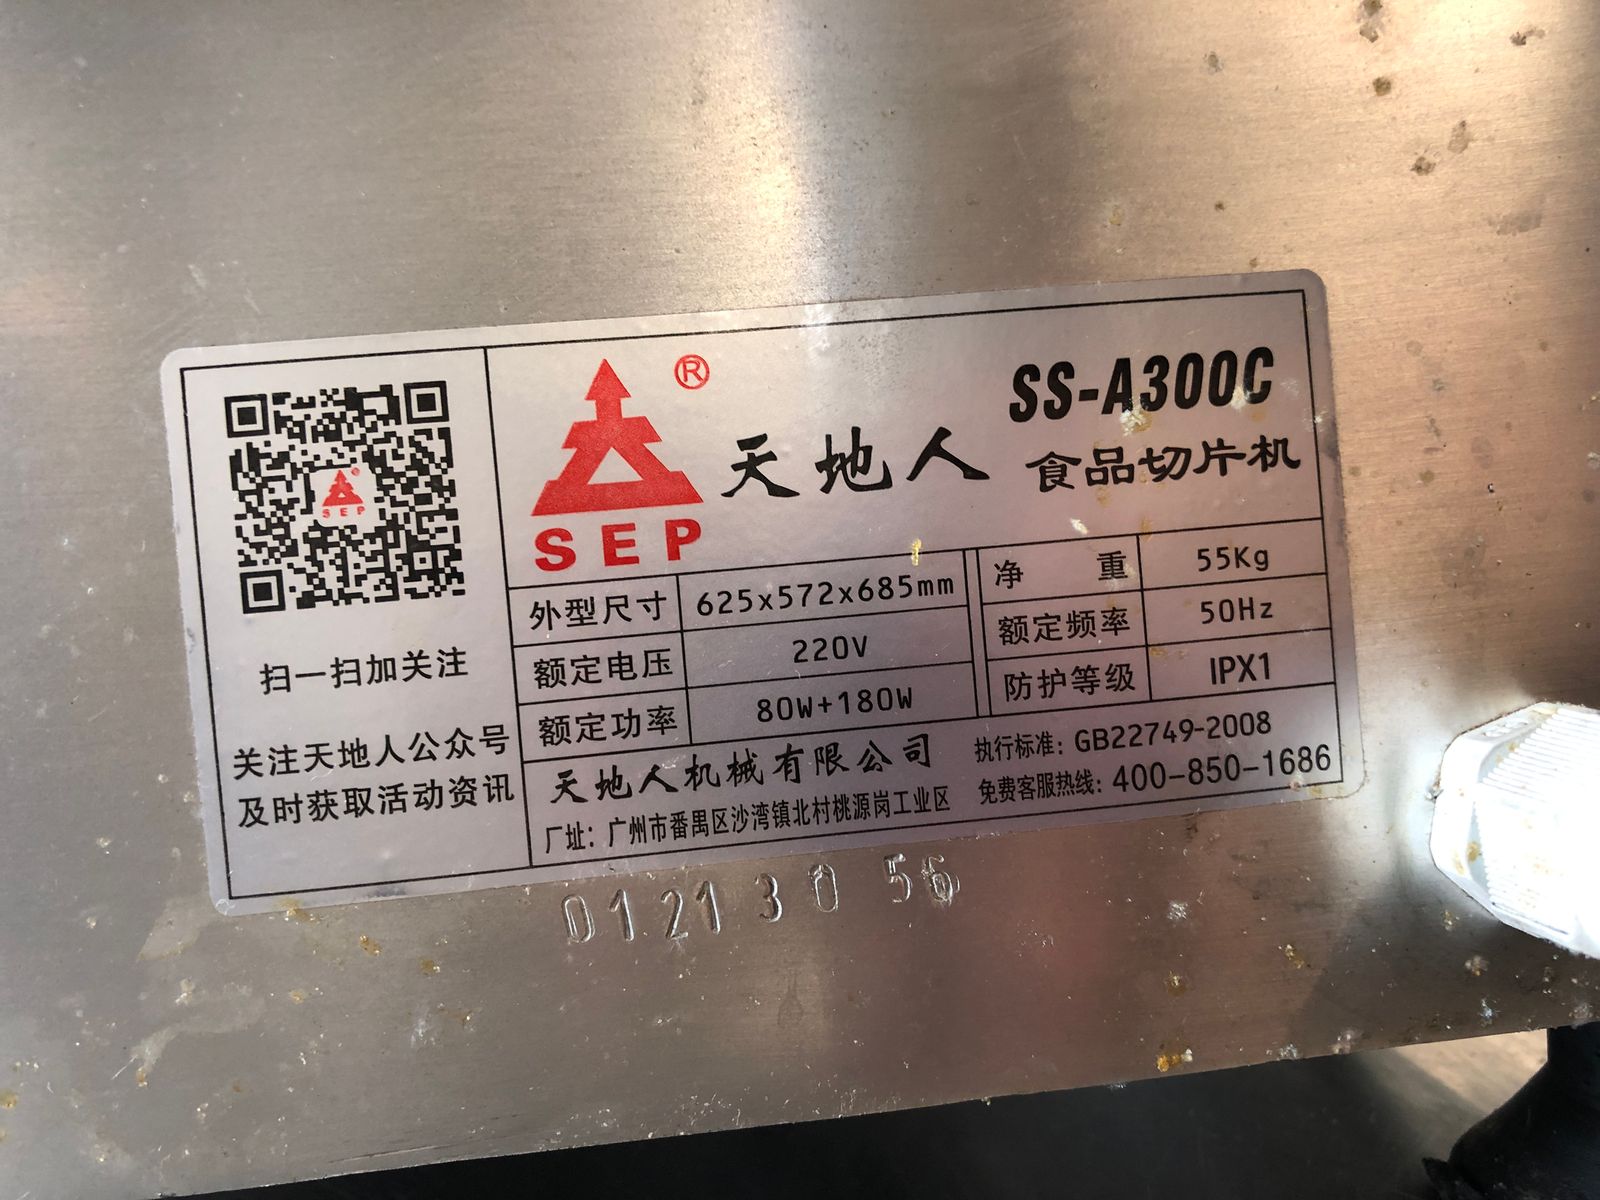 SEP
扫一扫加关注
关注天地人公众号
及时获取活动资讯
®
SEP
天地人
SS-A300C
食品切片机
外型尺寸 625x572x685mm 净 重 55Kg
额定电压 220V 额定频率 50Hz
额定功率 80W+180W 防护等级 IPX1
天地人机械有限公司 执行标准：GB22749-2008
厂址：广州市番禺区沙湾镇北村桃源岗工业区 免费客服热线：400-850-1686
0121 3 0 56